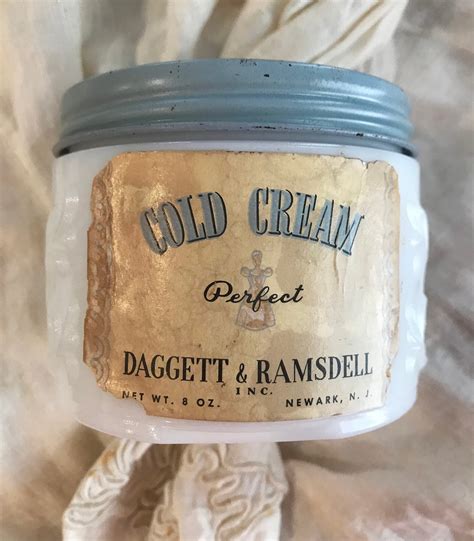 COLD CREAM
Perfect
DAGGETT & RAMSDELL
INC.
NET WT. 8 OZ. NEWARK, N. J.